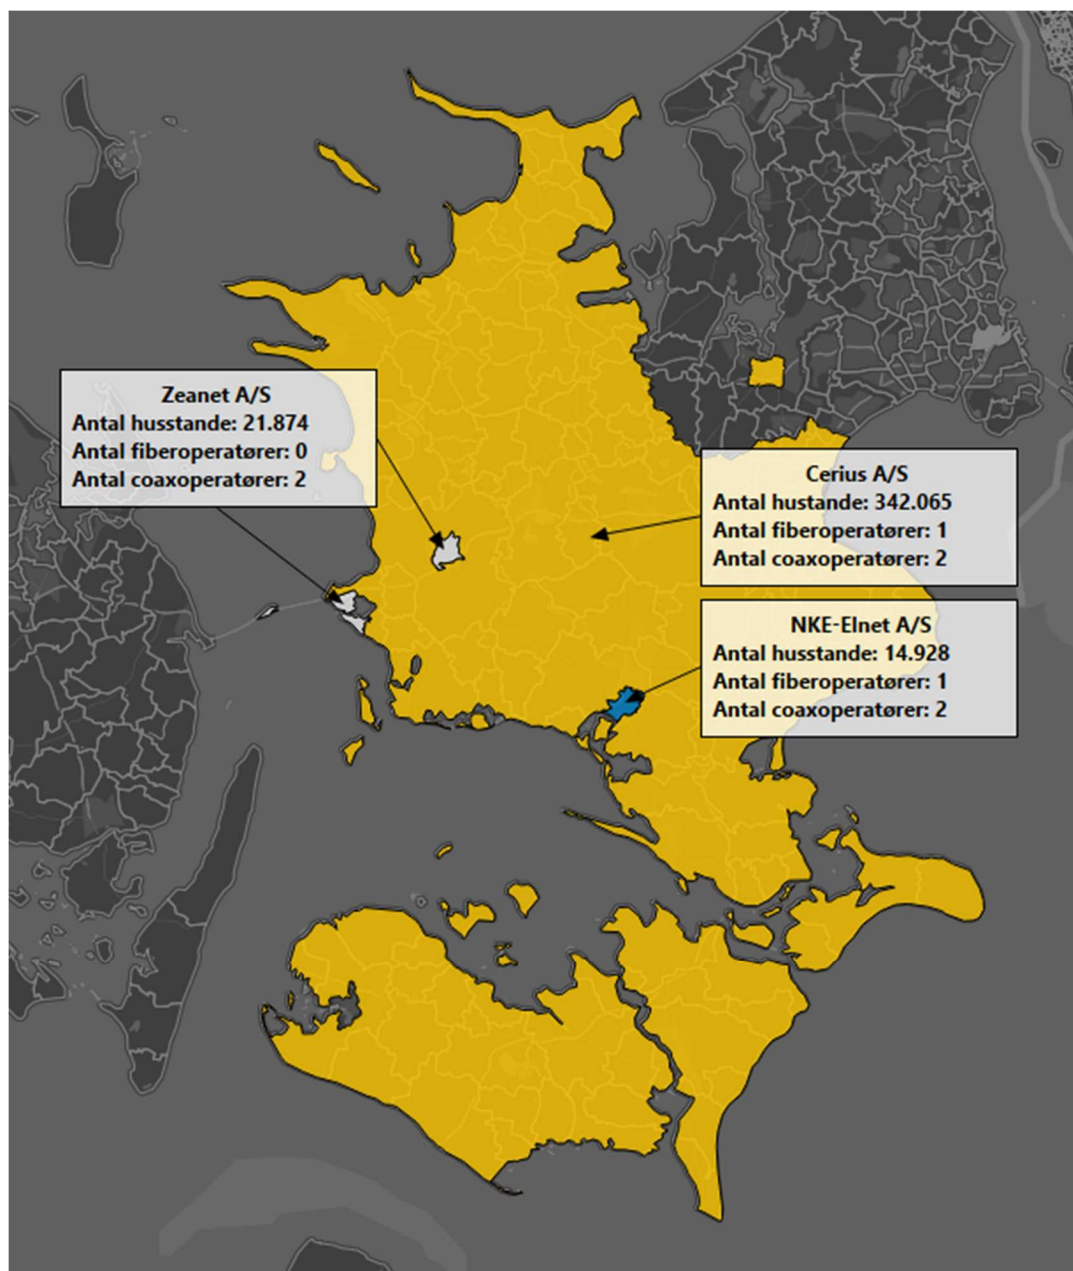 Zeanet A/S
Antal husstande: 21.874
Antal fiberoperatører: 0
Antal coaxoperatører: 2
Cerius A/S
Antal hustande: 342.065
Antal fiberoperatører: 1
Antal coaxoperatører: 2
NKE-Elnet A/S
Antal husstande: 14.928
Antal fiberoperatører: 1
Antal coaxoperatører: 2